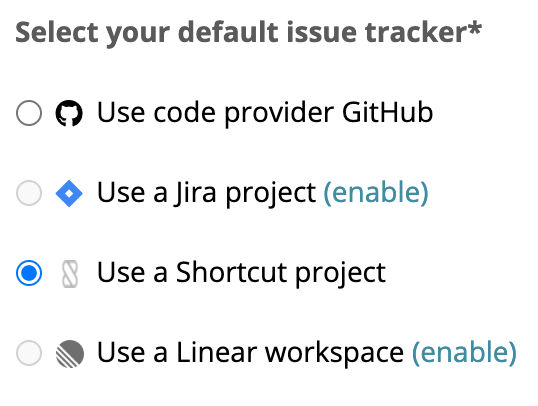 Select your default issue tracker*
Use code provider GitHub
Use a Jira project (enable)
Use a Shortcut project
Use a Linear workspace (enable)